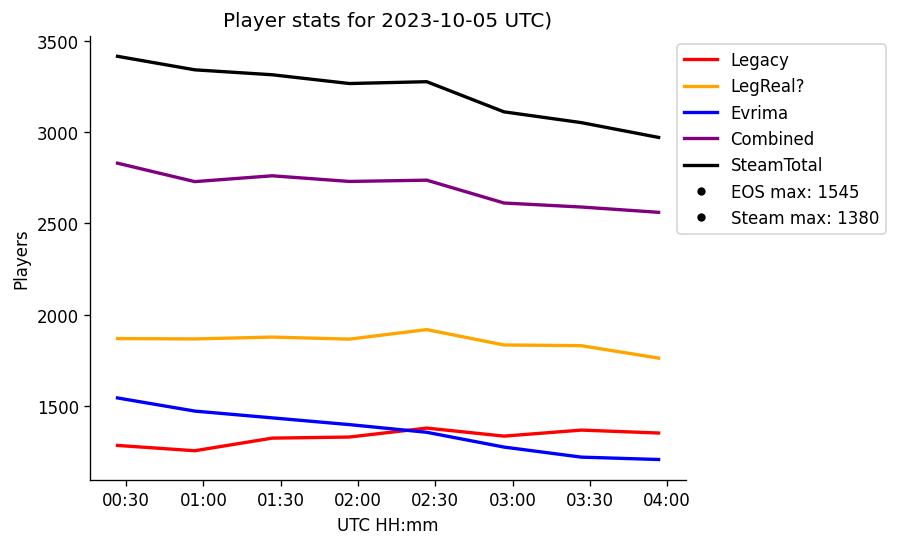 Player stats for 2023-10-05 UTC)
3500
3000
2500
2000
1500
Players
00:30 01:00 01:30 02:00 02:30 03:00 03:30 04:00
UTC HH:mm
Legacy
LegReal?
Evrima
Combined
SteamTotal
EOS max: 1545
Steam max: 1380